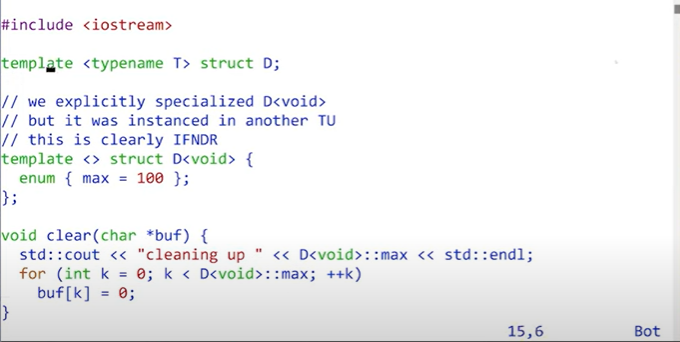 #include <iostream>
template <typename T> struct D;
// we explicitly specialized D<void>
// but it was instanced in another TU
// this is clearly IFNDR
template <> struct D<void> {
  enum { max = 100 };
};
void clear(char *buf) {
  std::cout << "cleaning up " << D<void>::max << std::endl;
  for (int k = 0; k < D<void>::max; ++k)
    buf[k] = 0;
}
15,6 Bot